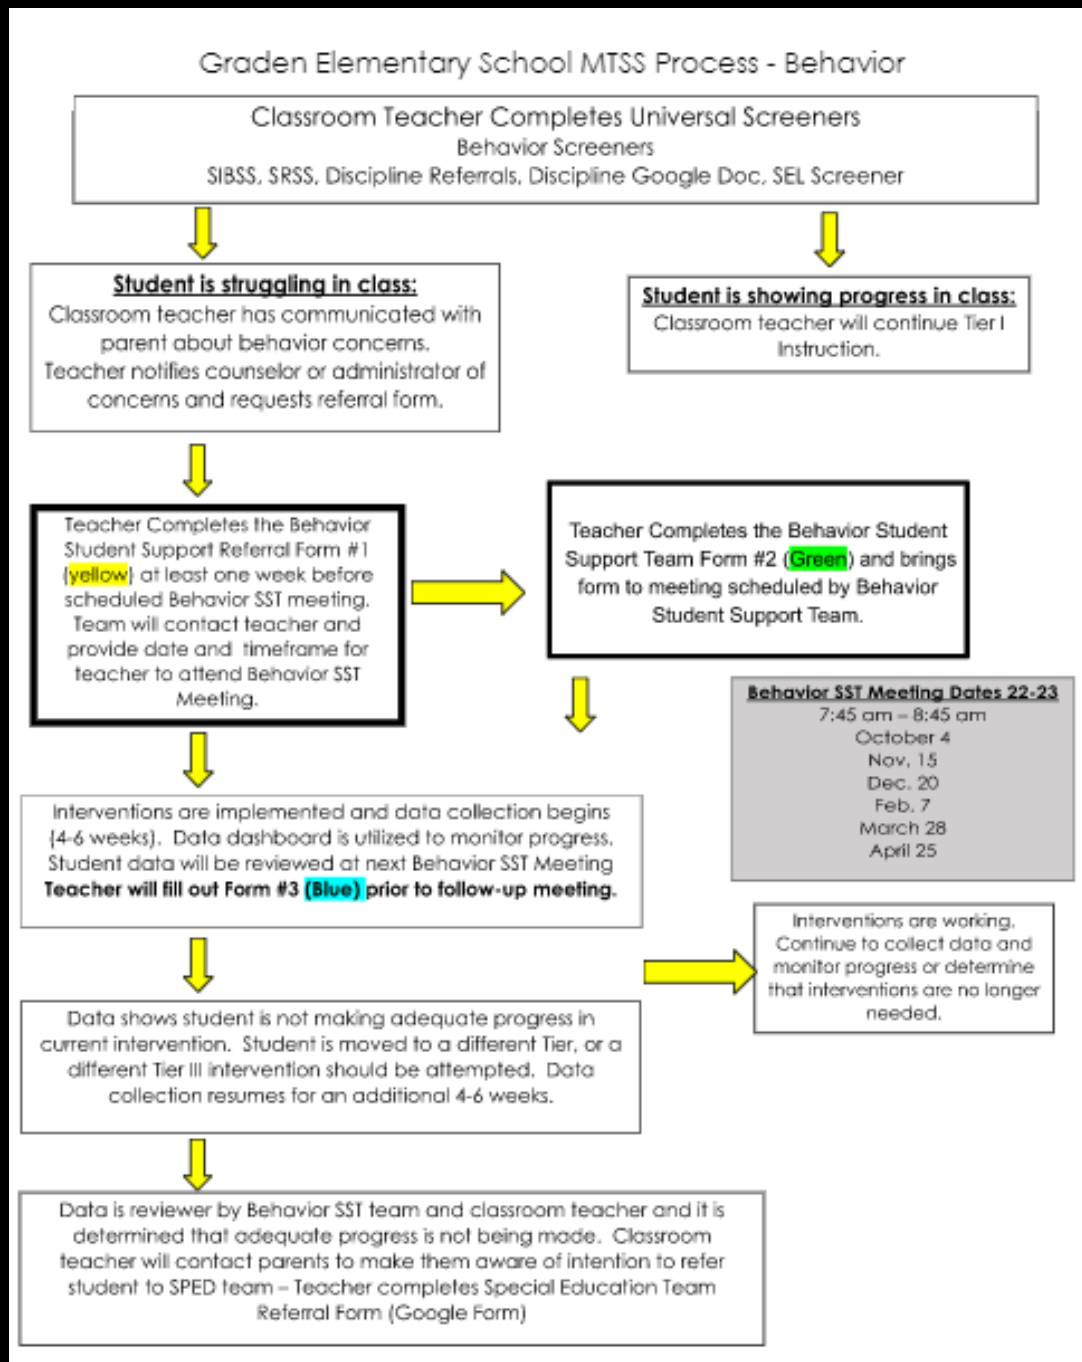 Graden Elementary School MTSS Process - Behavior
Classroom Teacher Completes Universal Screeners
Behavior Screeners
SIBSS, SRSS, Discipline Referrals, Discipline Google Doc, SEL Screener
Student is struggling in class:
Classroom teacher has communicated with
parent about behavior concerns.
Teacher notifies counselor or administrator of
concerns and requests referral form.
Student is showing progress in class:
Classroom teacher will continue Tier I
Instruction.
Teacher Completes the Behavior
Student Support Referral Form #1
(yellow) at least one week before
scheduled Behavior SST meeting.
Team will contact teacher and
provide date and timeframe for
teacher to attend Behavior SST
Meeting.
Teacher Completes the Behavior Student
Support Team Form #2 (Green) and brings
form to meeting scheduled by Behavior
Student Support Team.
Behavior SST Meeting Dates 22-23
7:45 am – 8:45 am
October 4
Nov. 15
Dec. 20
Feb. 7
March 28
April 25
Interventions are implemented and data collection begins
(4-6 weeks). Data dashboard is utilized to monitor progress.
Student data will be reviewed at next Behavior SST Meeting
Teacher will fill out Form #3 (Blue) prior to follow-up meeting.
Interventions are working.
Continue to collect data and
monitor progress or determine
that interventions are no longer
needed.
Data shows student is not making adequate progress in
current intervention. Student is moved to a different Tier, or a
different Tier III intervention should be attempted. Data
collection resumes for an additional 4-6 weeks.
Data is reviewer by Behavior SST team and classroom teacher and it is
determined that adequate progress is not being made. Classroom
teacher will contact parents to make them aware of intention to refer
student to SPED team – Teacher completes Special Education Team
Referral Form (Google Form)